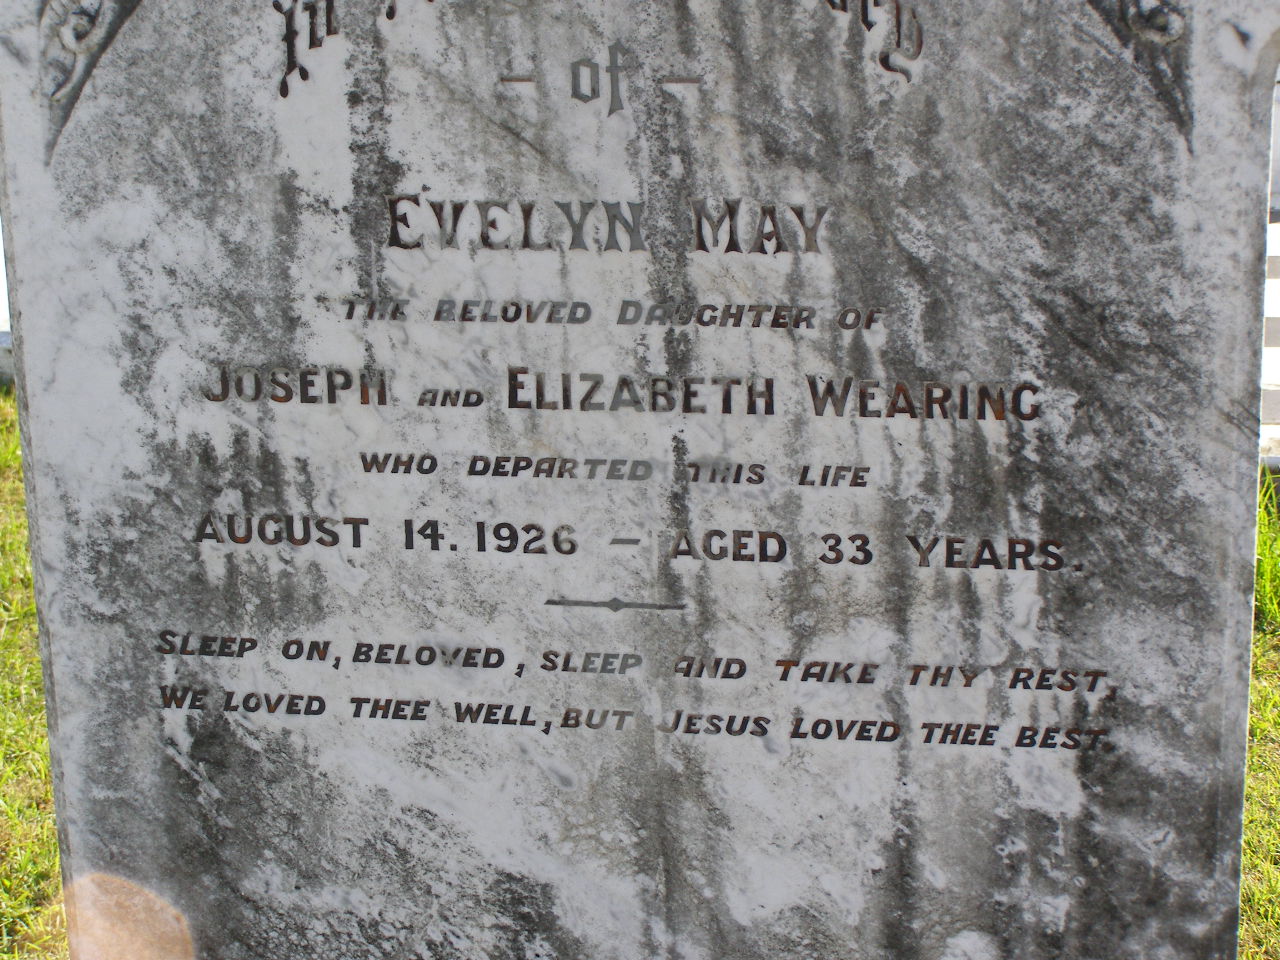 In
of
EVELYN MAY
THE BELOVED DAUGHTER OF
JOSEPH AND ELIZABETH WEARING
WHO DEPARTED THIS LIFE
AUGUST 14. 1926 – AGED 33 YEARS.
SLEEP ON, BELOVED, SLEEP AND TAKE THY REST,
WE LOVED THEE WELL, BUT JESUS LOVED THEE BEST.